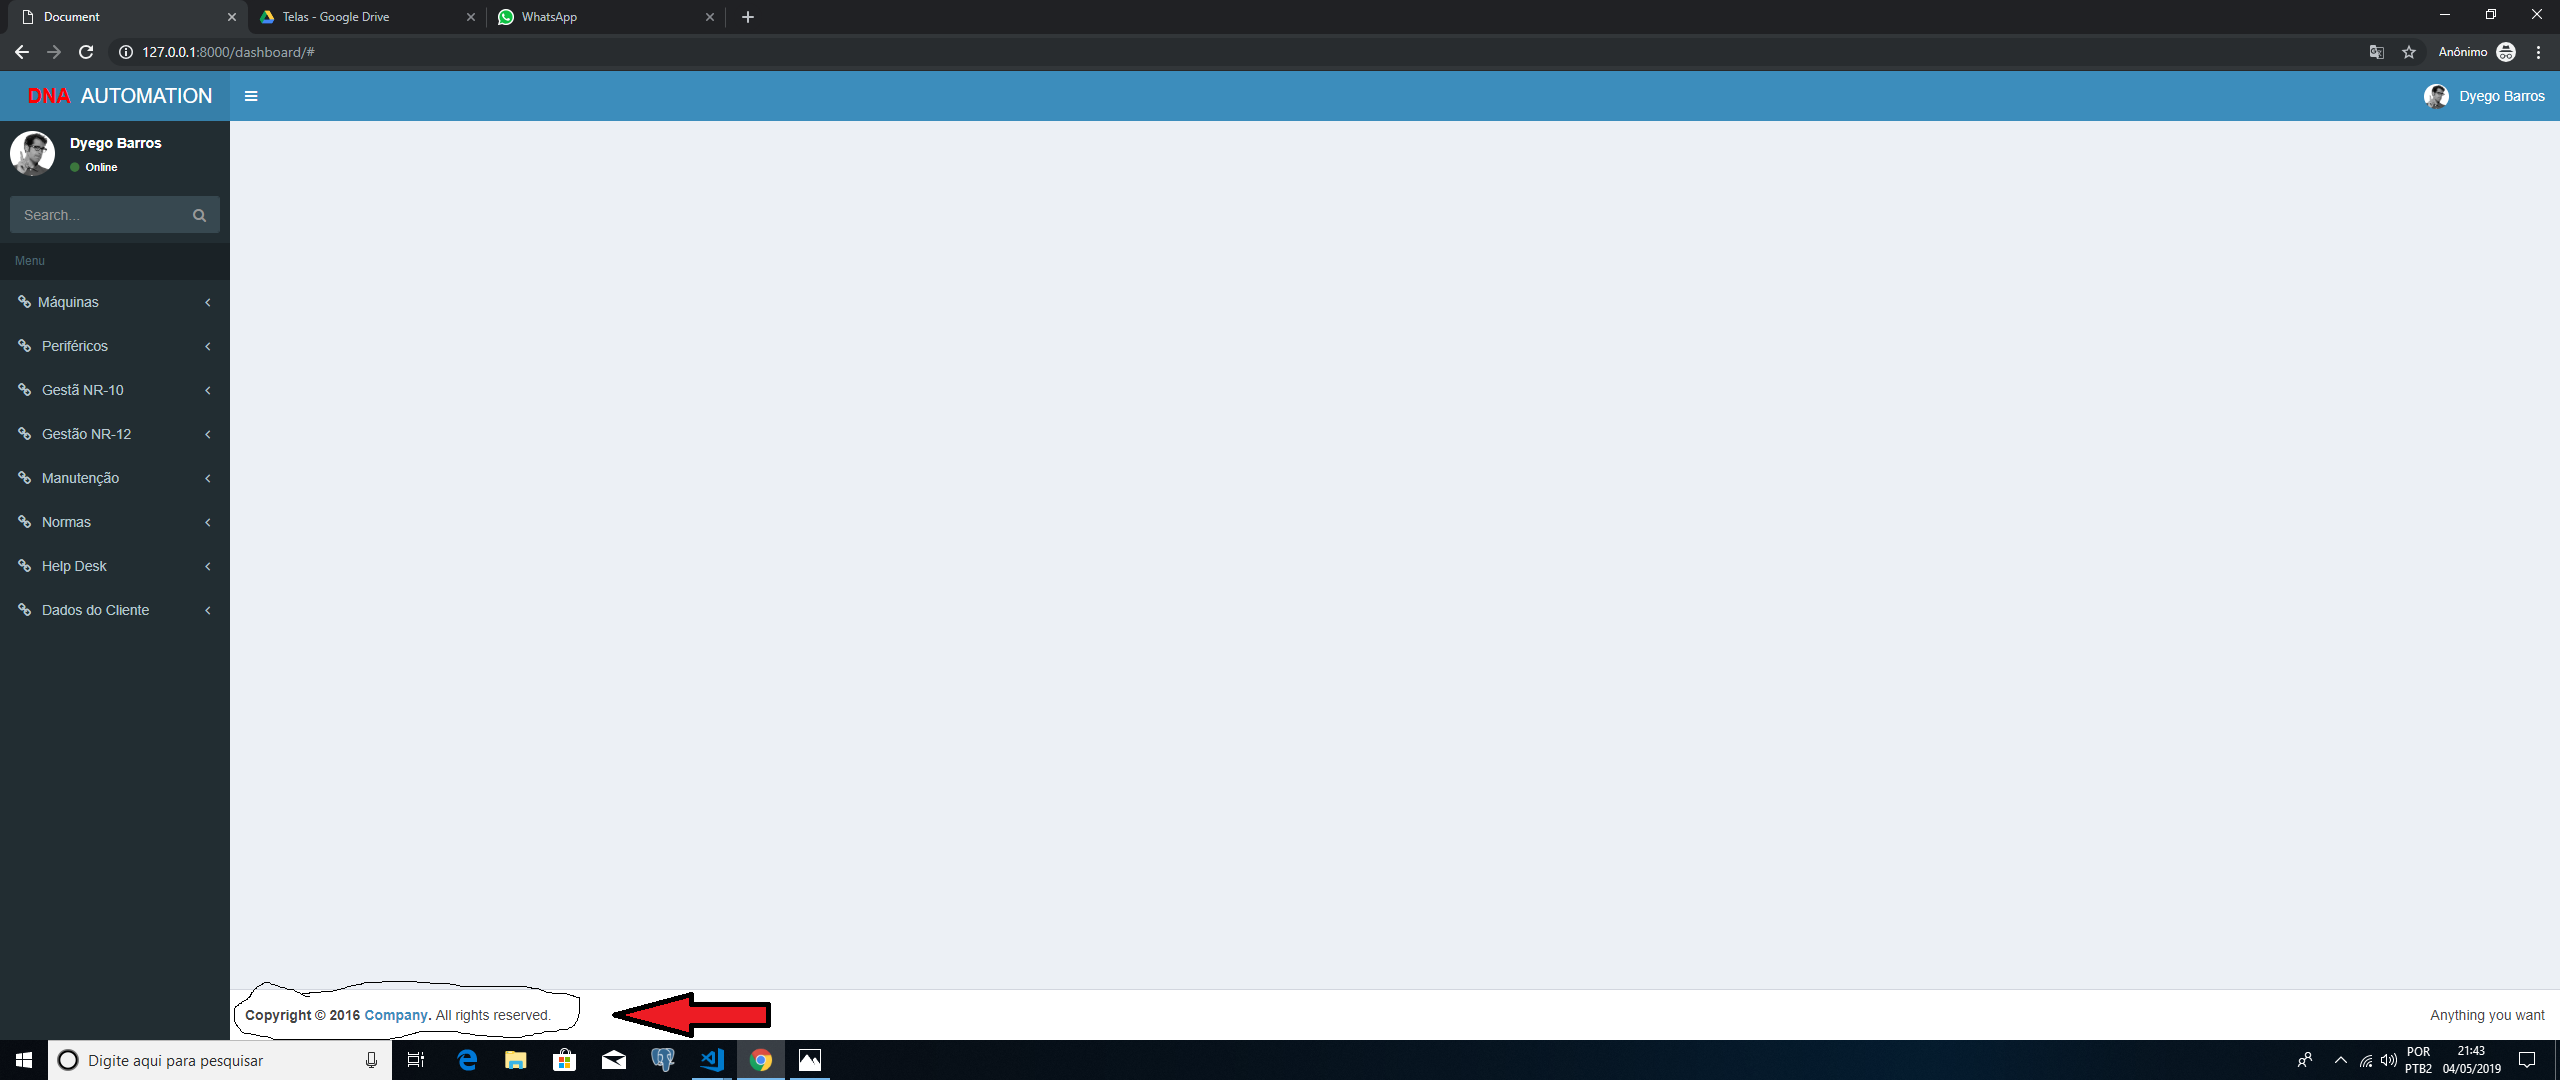 Document
Telas - Google Drive
WhatsApp
127.0.0.1:8000/dashboard/#
Anônimo
DNA AUTOMATION
Dyego Barros
Dyego Barros
Online
Search...
Menu
Máquinas
Periféricos
Gestã NR-10
Gestão NR-12
Manutenção
Normas
Help Desk
Dados do Cliente
Copyright © 2016 Company. All rights reserved.
Anything you want
Digite aqui para pesquisar
POR
PTB2
21:43
04/05/2019